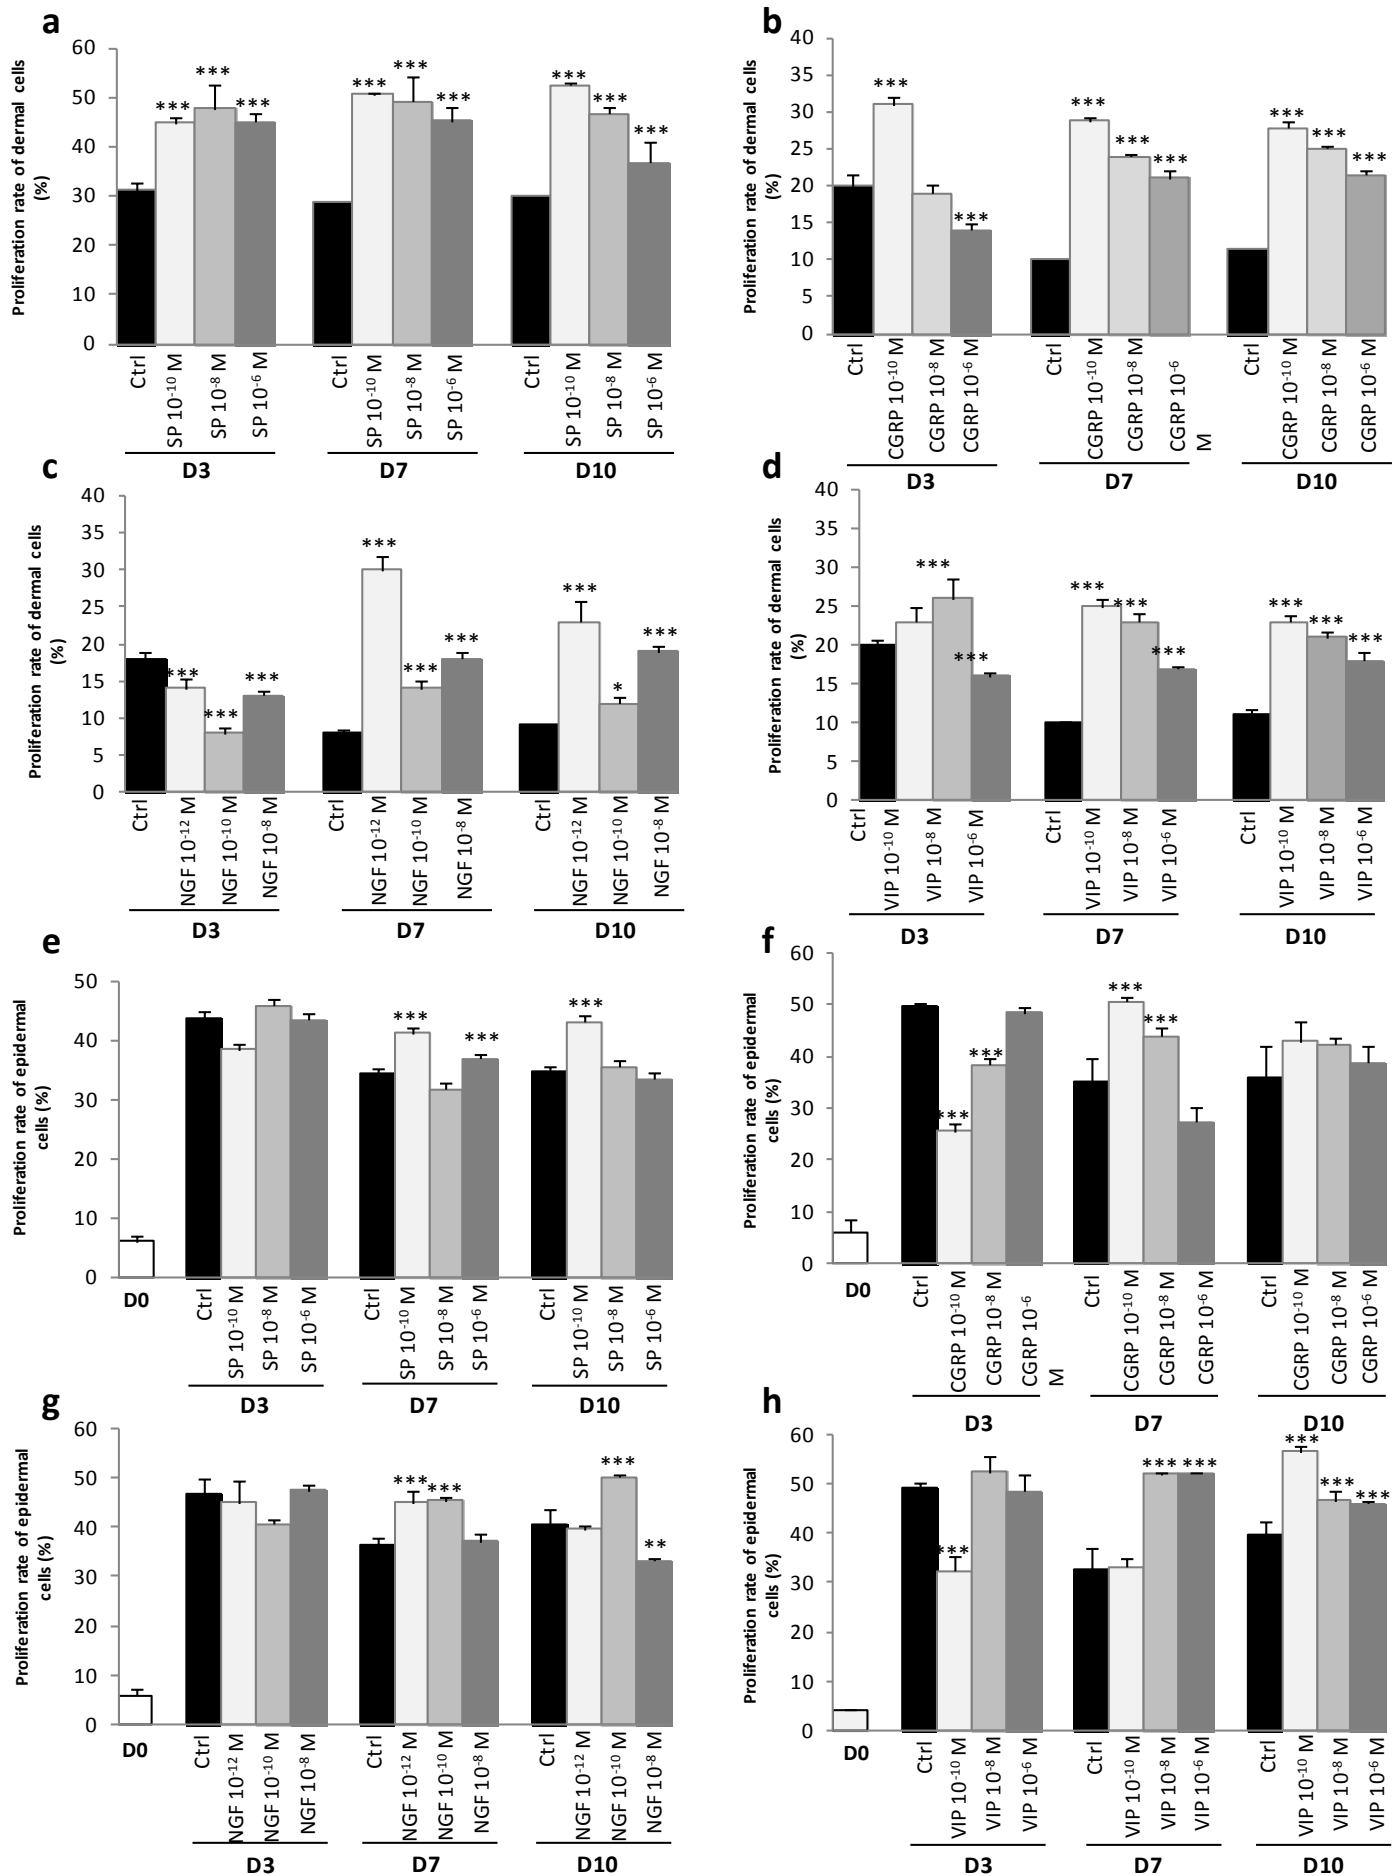 a
Proliferation rate of dermal cells
(%)
60
50
40
30
20
10
0
*** *** ***
*** *** ***
*** *** ***
Ctrl
SP 10⁻¹⁰ M
SP 10⁻⁸ M
SP 10⁻⁶ M
Ctrl
SP 10⁻¹⁰ M
SP 10⁻⁸ M
SP 10⁻⁶ M
Ctrl
SP 10⁻¹⁰ M
SP 10⁻⁸ M
SP 10⁻⁶ M
D3 D7 D10
b
Proliferation rate of dermal cells
(%)
40
35
30
25
20
15
10
5
0
*** ***
*** *** ***
*** *** ***
Ctrl
CGRP 10⁻¹⁰ M
CGRP 10⁻⁸ M
CGRP 10⁻⁶ M
Ctrl
CGRP 10⁻¹⁰ M
CGRP 10⁻⁸ M
CGRP 10⁻⁶
M
Ctrl
CGRP 10⁻¹⁰ M
CGRP 10⁻⁸ M
CGRP 10⁻⁶ M
D3 D7 D10
c
Proliferation rate of dermal cells
(%)
40
35
30
25
20
15
10
5
0
*** *** ***
*** *** ***
*** * ***
Ctrl
NGF 10⁻¹² M
NGF 10⁻¹⁰ M
NGF 10⁻⁸ M
Ctrl
NGF 10⁻¹² M
NGF 10⁻¹⁰ M
NGF 10⁻⁸ M
Ctrl
NGF 10⁻¹² M
NGF 10⁻¹⁰ M
NGF 10⁻⁸ M
D3 D7 D10
d
Proliferation rate of dermal cells
(%)
40
35
30
25
20
15
10
5
0
*** ***
*** *** ***
*** *** ***
Ctrl
VIP 10⁻¹⁰ M
VIP 10⁻⁸ M
VIP 10⁻⁶ M
Ctrl
VIP 10⁻¹⁰ M
VIP 10⁻⁸ M
VIP 10⁻⁶ M
Ctrl
VIP 10⁻¹⁰ M
VIP 10⁻⁸ M
VIP 10⁻⁶ M
D3 D7 D10
e
Proliferation rate of epidermal
cells (%)
50
40
30
20
10
0
*** ***
***
D0
Ctrl
SP 10⁻¹⁰ M
SP 10⁻⁸ M
SP 10⁻⁶ M
Ctrl
SP 10⁻¹⁰ M
SP 10⁻⁸ M
SP 10⁻⁶ M
Ctrl
SP 10⁻¹⁰ M
SP 10⁻⁸ M
SP 10⁻⁶ M
D3 D7 D10
f
Proliferation rate of epidermal
cells (%)
60
50
40
30
20
10
0
*** ***
*** ***
D0
Ctrl
CGRP 10⁻¹⁰ M
CGRP 10⁻⁸ M
CGRP 10⁻⁶
M
Ctrl
CGRP 10⁻¹⁰ M
CGRP 10⁻⁸ M
CGRP 10⁻⁶ M
Ctrl
CGRP 10⁻¹⁰ M
CGRP 10⁻⁸ M
CGRP 10⁻⁶ M
D3 D7 D10
g
Proliferation rate of epidermal
cells (%)
60
50
40
30
20
10
0
*** ***
*** **
D0
Ctrl
NGF 10⁻¹² M
NGF 10⁻¹⁰ M
NGF 10⁻⁸ M
Ctrl
NGF 10⁻¹² M
NGF 10⁻¹⁰ M
NGF 10⁻⁸ M
Ctrl
NGF 10⁻¹² M
NGF 10⁻¹⁰ M
NGF 10⁻⁸ M
D3 D7 D10
h
Proliferation rate of epidermal
cells (%)
60
50
40
30
20
10
0
***
*** ***
*** *** ***
D0
Ctrl
VIP 10⁻¹⁰ M
VIP 10⁻⁸ M
VIP 10⁻⁶ M
Ctrl
VIP 10⁻¹⁰ M
VIP 10⁻⁸ M
VIP 10⁻⁶ M
Ctrl
VIP 10⁻¹⁰ M
VIP 10⁻⁸ M
VIP 10⁻⁶ M
D3 D7 D10